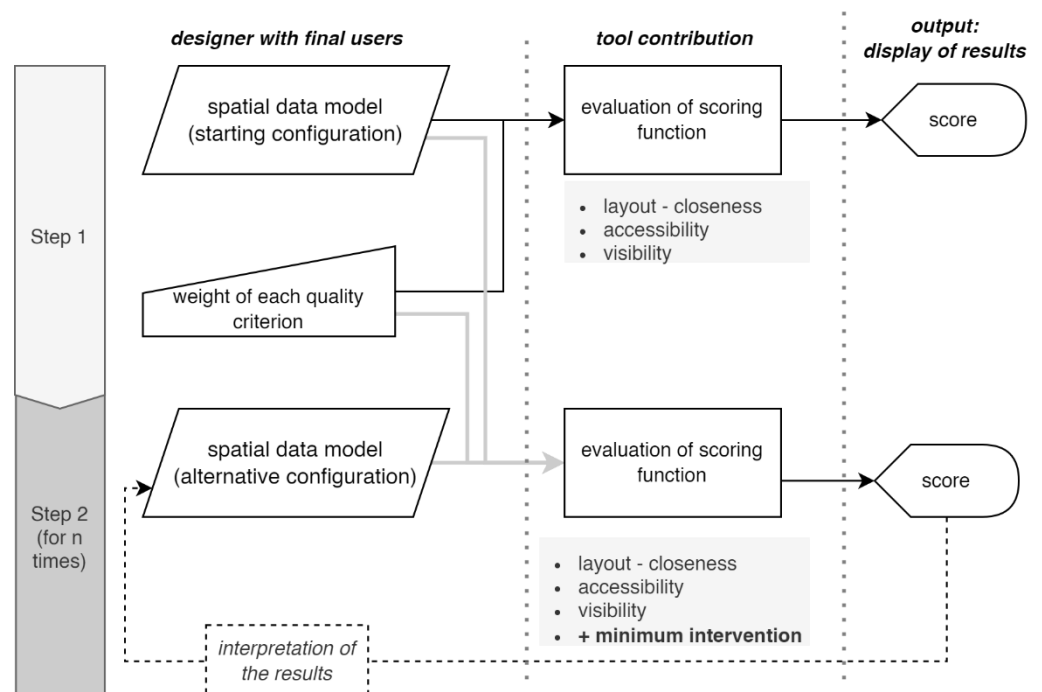 designer with final users
tool contribution
output:
display of results
Step 1
spatial data model
(starting configuration)
evaluation of scoring
function
score
• layout - closeness
• accessibility
• visibility
weight of each quality
criterion
Step 2
(for n
times)
spatial data model
(alternative configuration)
evaluation of scoring
function
score
• layout - closeness
• accessibility
• visibility
• + minimum intervention
interpretation of
the results